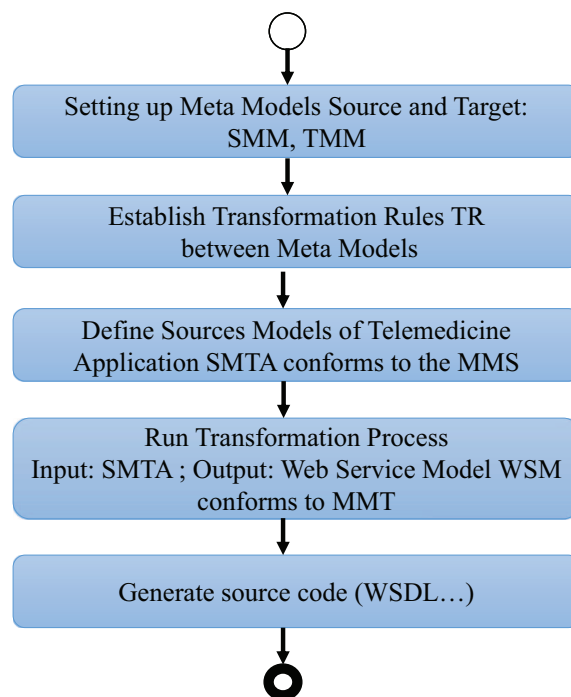 Setting up Meta Models Source and Target:
SMM, TMM
Establish Transformation Rules TR
between Meta Models
Define Sources Models of Telemedicine
Application SMTA conforms to the MMS
Run Transformation Process
Input: SMTA ; Output: Web Service Model WSM
conforms to MMT
Generate source code (WSDL…)